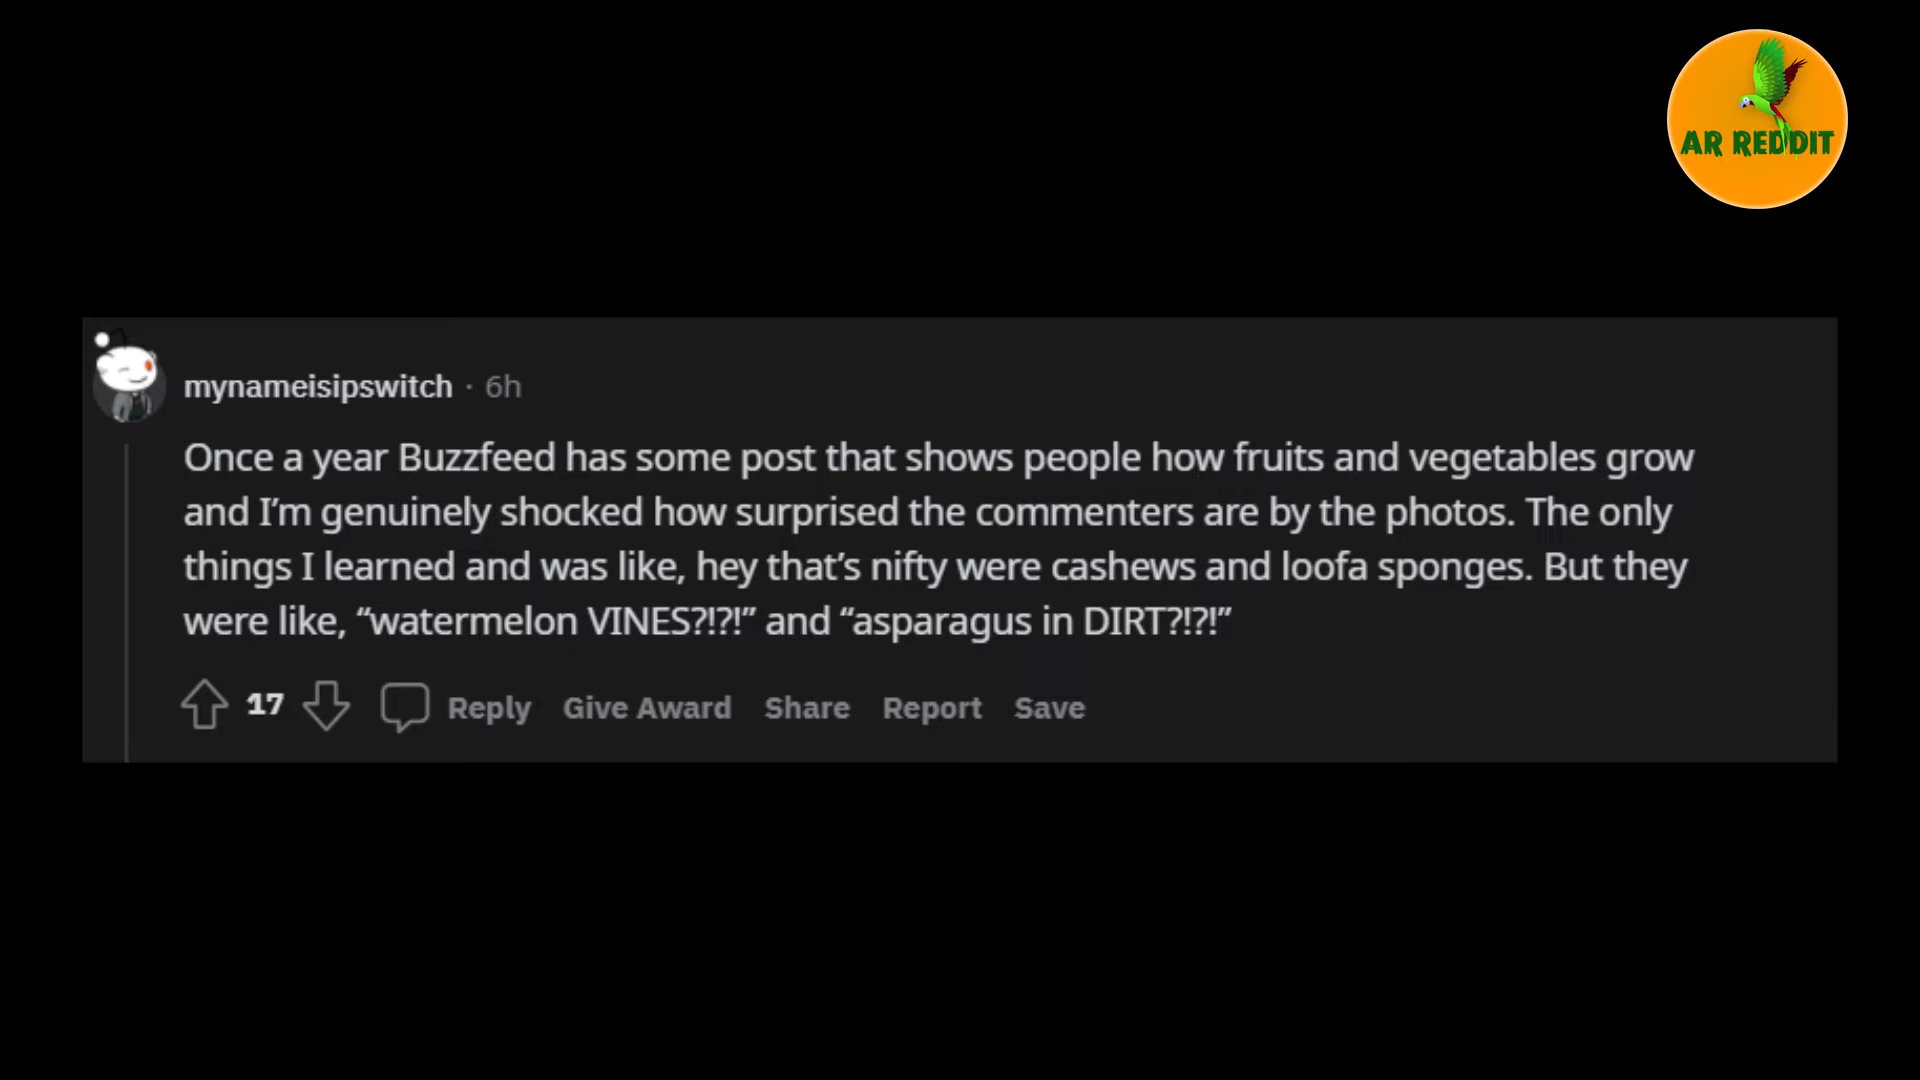 AR REDDIT
mynameisipswitch · 6h
Once a year Buzzfeed has some post that shows people how fruits and vegetables grow
and I’m genuinely shocked how surprised the commenters are by the photos. The only
things I learned and was like, hey that’s nifty were cashews and loofa sponges. But they
were like, “watermelon VINES?!?!” and “asparagus in DIRT?!?!”
17 Reply Give Award Share Report Save